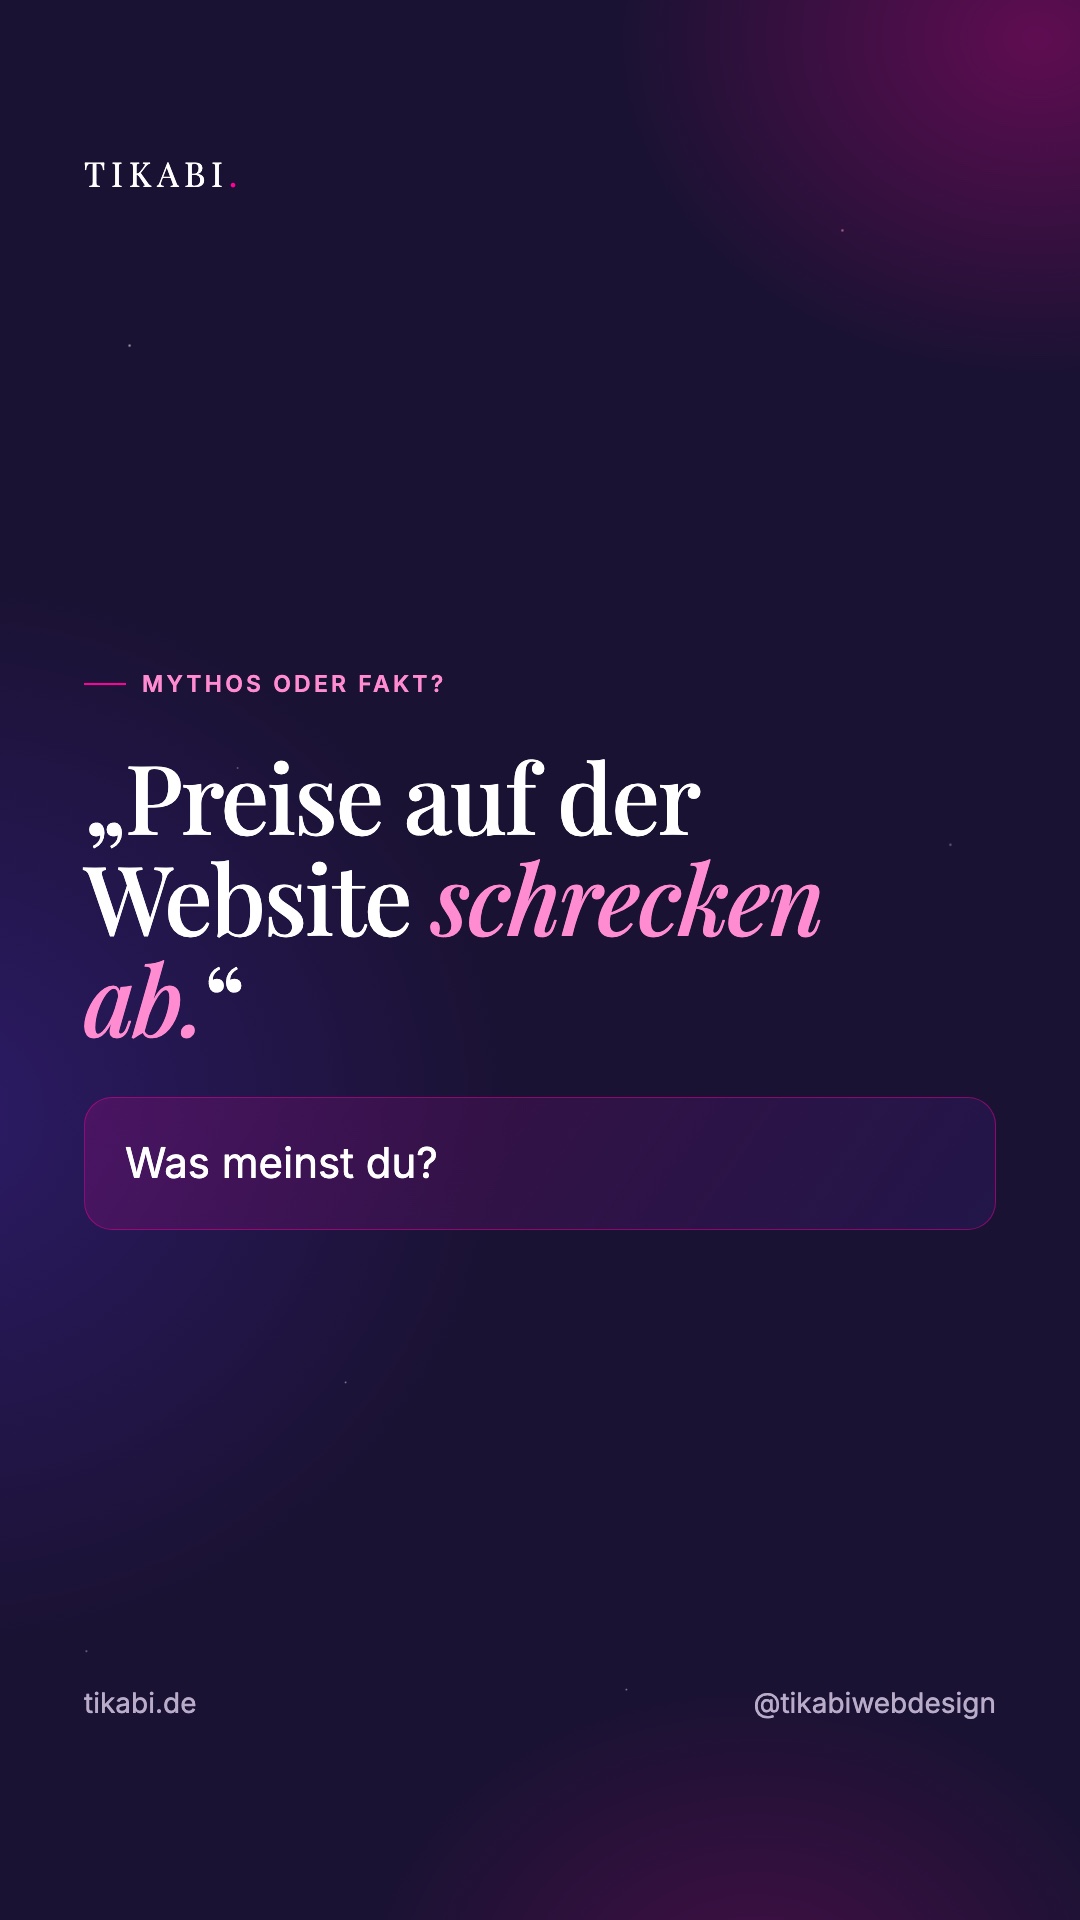 TIKABI.
MYTHOS ODER FAKT?
„Preise auf der
Website schrecken
ab.“
Was meinst du?
tikabi.de
@tikabiwebdesign